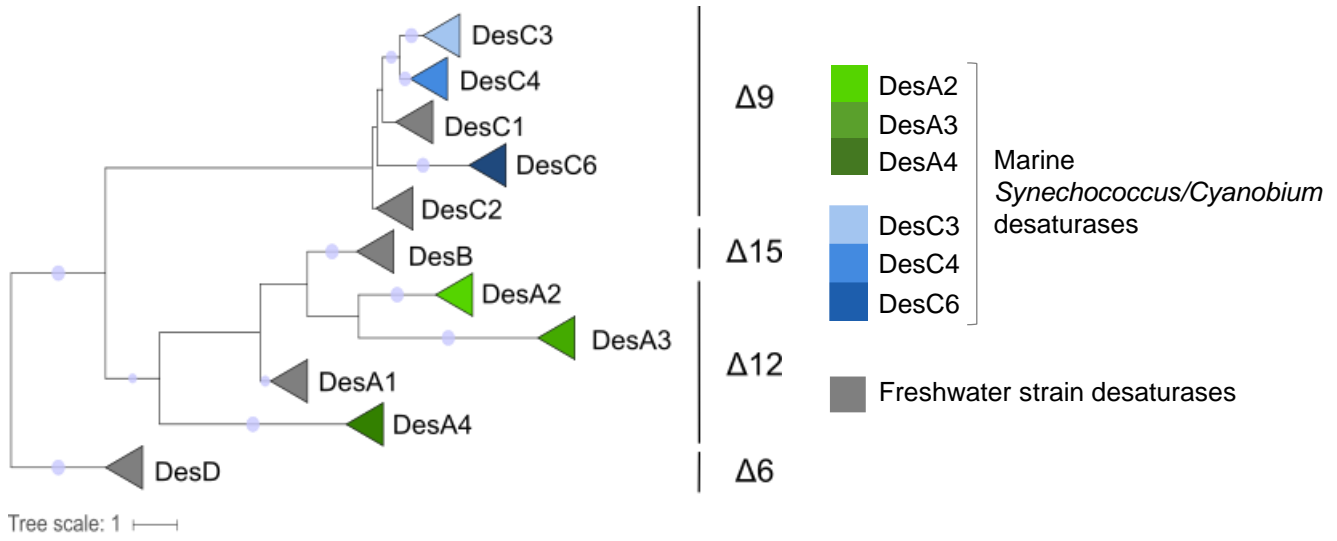 DesC3
DesC4
DesC1
DesC6
DesC2
DesB
DesA2
DesA3
DesA1
DesA4
DesD
Tree scale: 1
Δ9
Δ15
Δ12
Δ6
DesA2
DesA3
DesA4
DesC3
DesC4
DesC6
Marine
Synechococcus/Cyanobium
desaturases
Freshwater strain desaturases